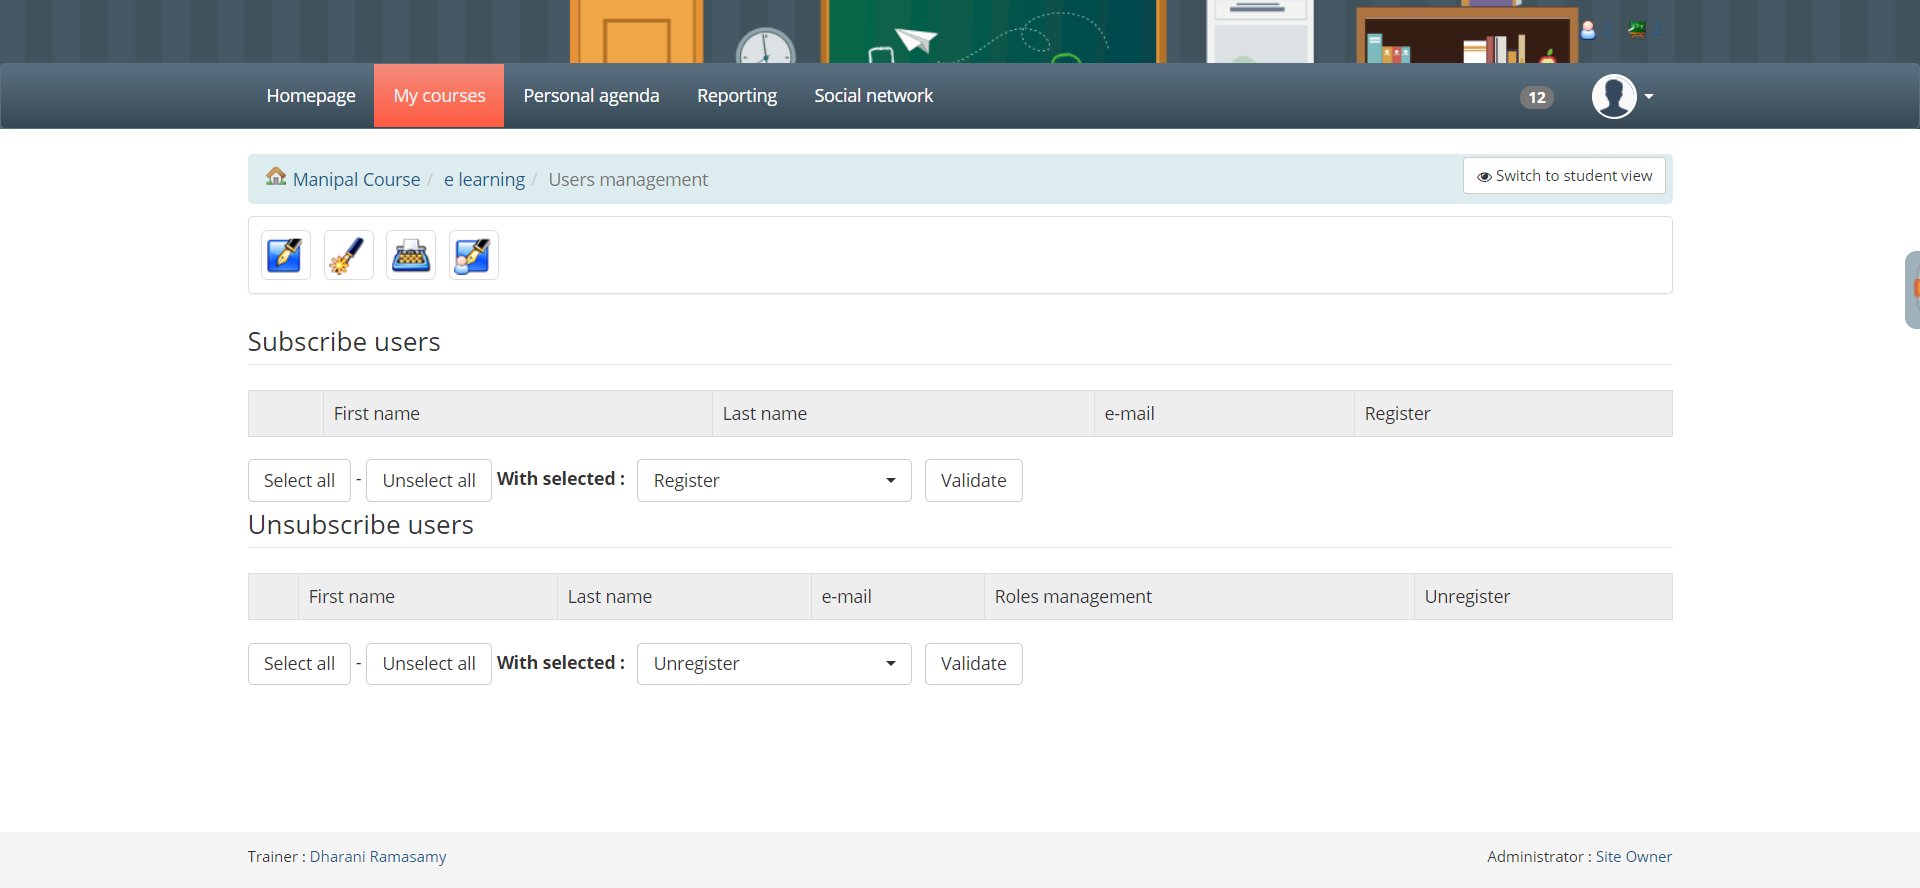 2 2
Homepage My courses Personal agenda Reporting Social network 12
Manipal Course / e learning / Users management Switch to student view
Subscribe users
First name Last name e-mail Register
Select all - Unselect all With selected : Register Validate
Unsubscribe users
First name Last name e-mail Roles management Unregister
Select all - Unselect all With selected : Unregister Validate
Trainer : Dharani Ramasamy Administrator : Site Owner